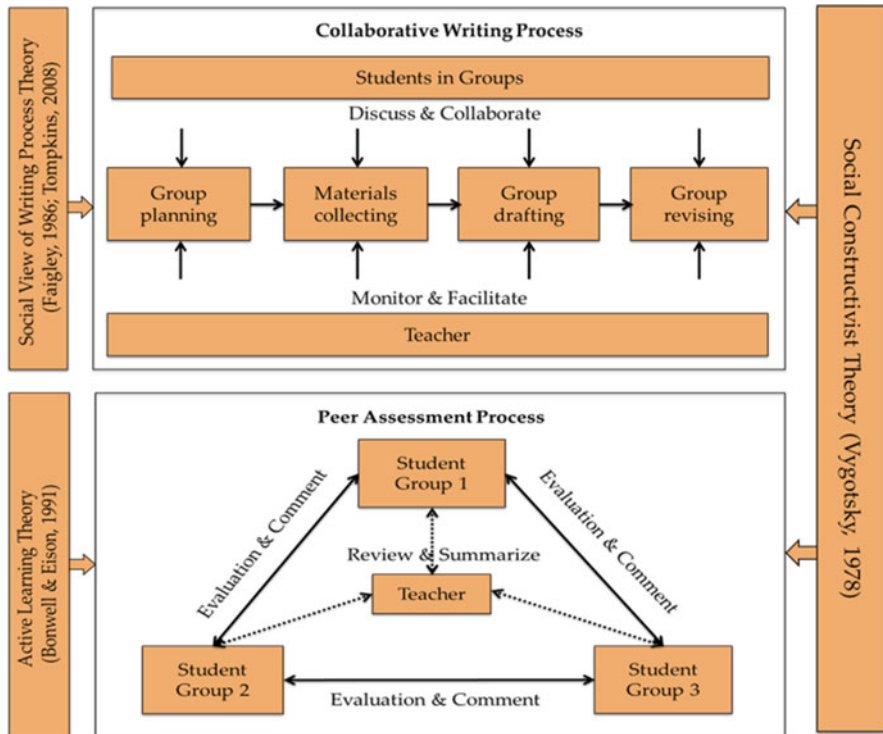 Social View of Writing Process Theory
(Faigley, 1986; Tompkins, 2008)
Collaborative Writing Process
Students in Groups
Discuss & Collaborate
Group
planning
Materials
collecting
Group
drafting
Group
revising
Monitor & Facilitate
Teacher
Social Constructivist Theory (Vygotsky, 1978)
Active Learning Theory
(Bonwell & Eison, 1991)
Peer Assessment Process
Student
Group 1
Evaluation & Comment
Evaluation & Comment
Review & Summarize
Teacher
Student
Group 2
Student
Group 3
Evaluation & Comment